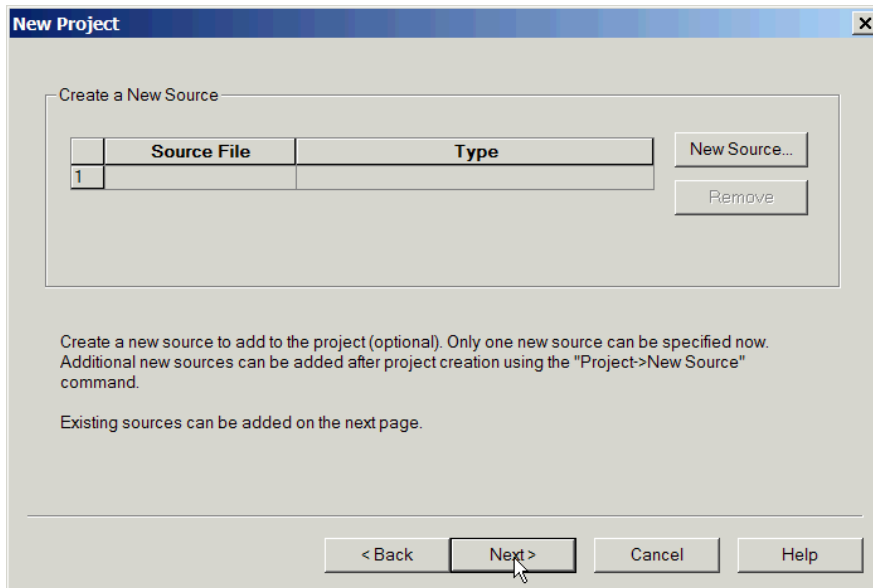 New Project
Create a New Source
Source File Type
1
New Source...
Remove
Create a new source to add to the project (optional). Only one new source can be specified now.
Additional new sources can be added after project creation using the "Project->New Source"
command.
Existing sources can be added on the next page.
< Back Next > Cancel Help